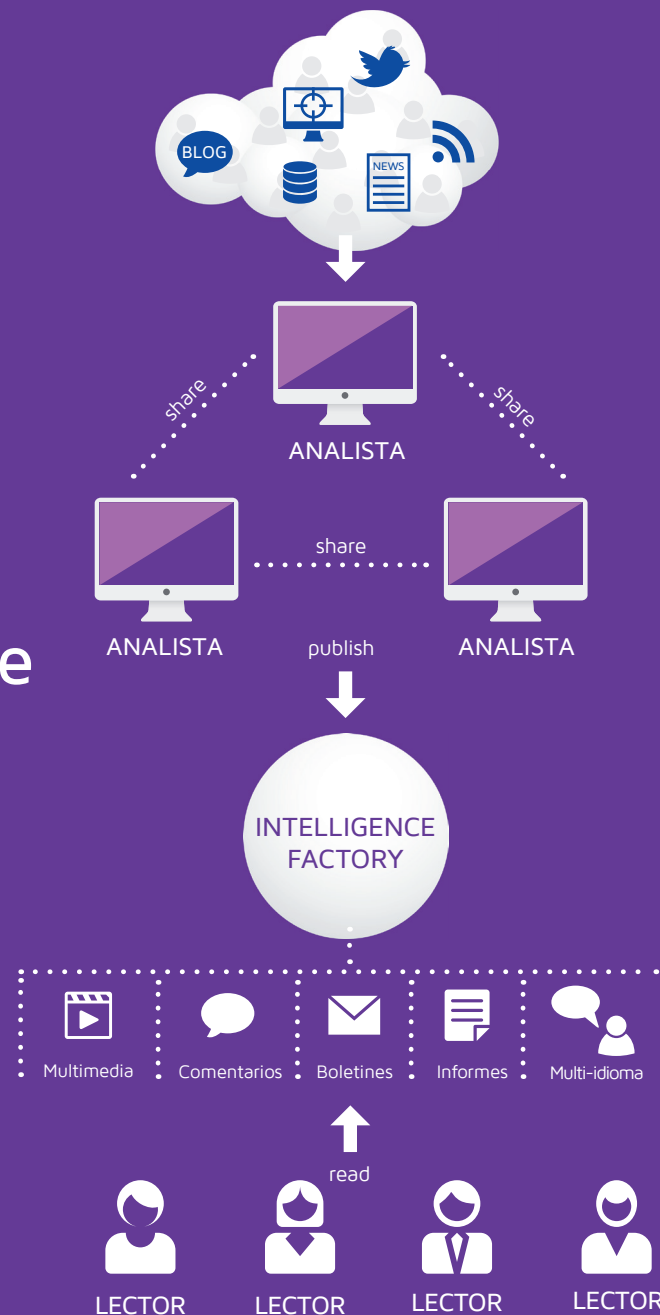 BLOG
NEWS
share
share
ANALISTA
share
ANALISTA
publish
ANALISTA
e
INTELLIGENCE
FACTORY
Multimedia
Comentarios
Boletines
Informes
Multi-idioma
read
LECTOR
LECTOR
LECTOR
LECTOR